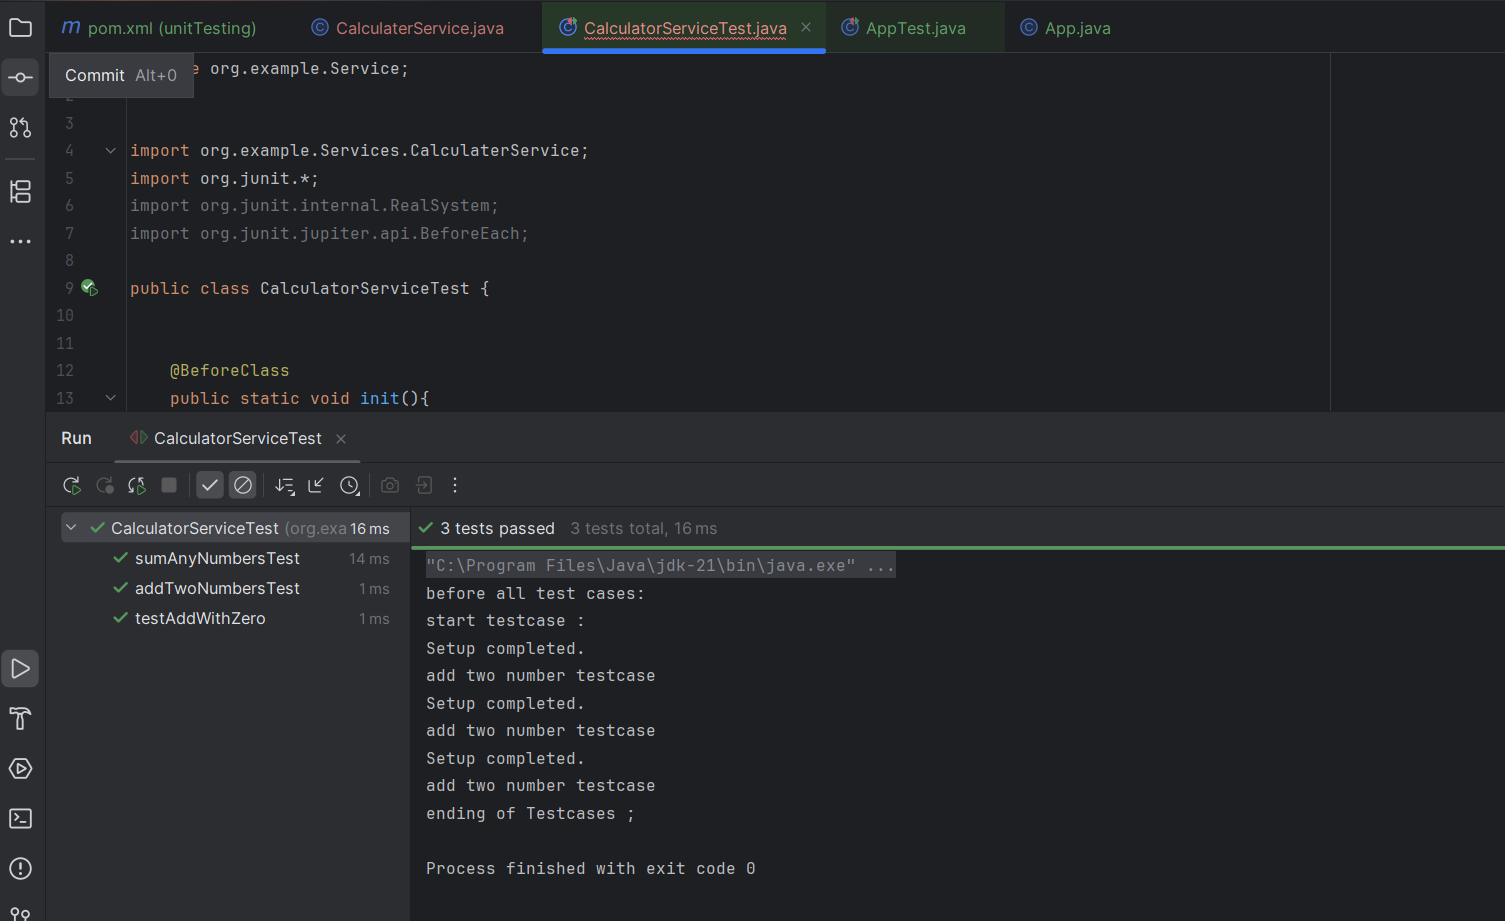 pom.xml (unitTesting)
CalculaterService.java
CalculatorServiceTest.java
AppTest.java
App.java
Commit Alt+0
e org.example.Service;
2
3
4 import org.example.Services.CalculaterService;
5 import org.junit.*;
6 import org.junit.internal.RealSystem;
7 import org.junit.jupiter.api.BeforeEach;
8
9 public class CalculatorServiceTest {
10
11
12 @BeforeClass
13 public static void init(){
Run CalculatorServiceTest
CalculatorServiceTest (org.exa 16 ms
sumAnyNumbersTest 14 ms
addTwoNumbersTest 1 ms
testAddWithZero 1 ms
3 tests passed 3 tests total, 16 ms
"C:\Program Files\Java\jdk-21\bin\java.exe" ...
before all test cases:
start testcase :
Setup completed.
add two number testcase
Setup completed.
add two number testcase
Setup completed.
add two number testcase
ending of Testcases ;
Process finished with exit code 0